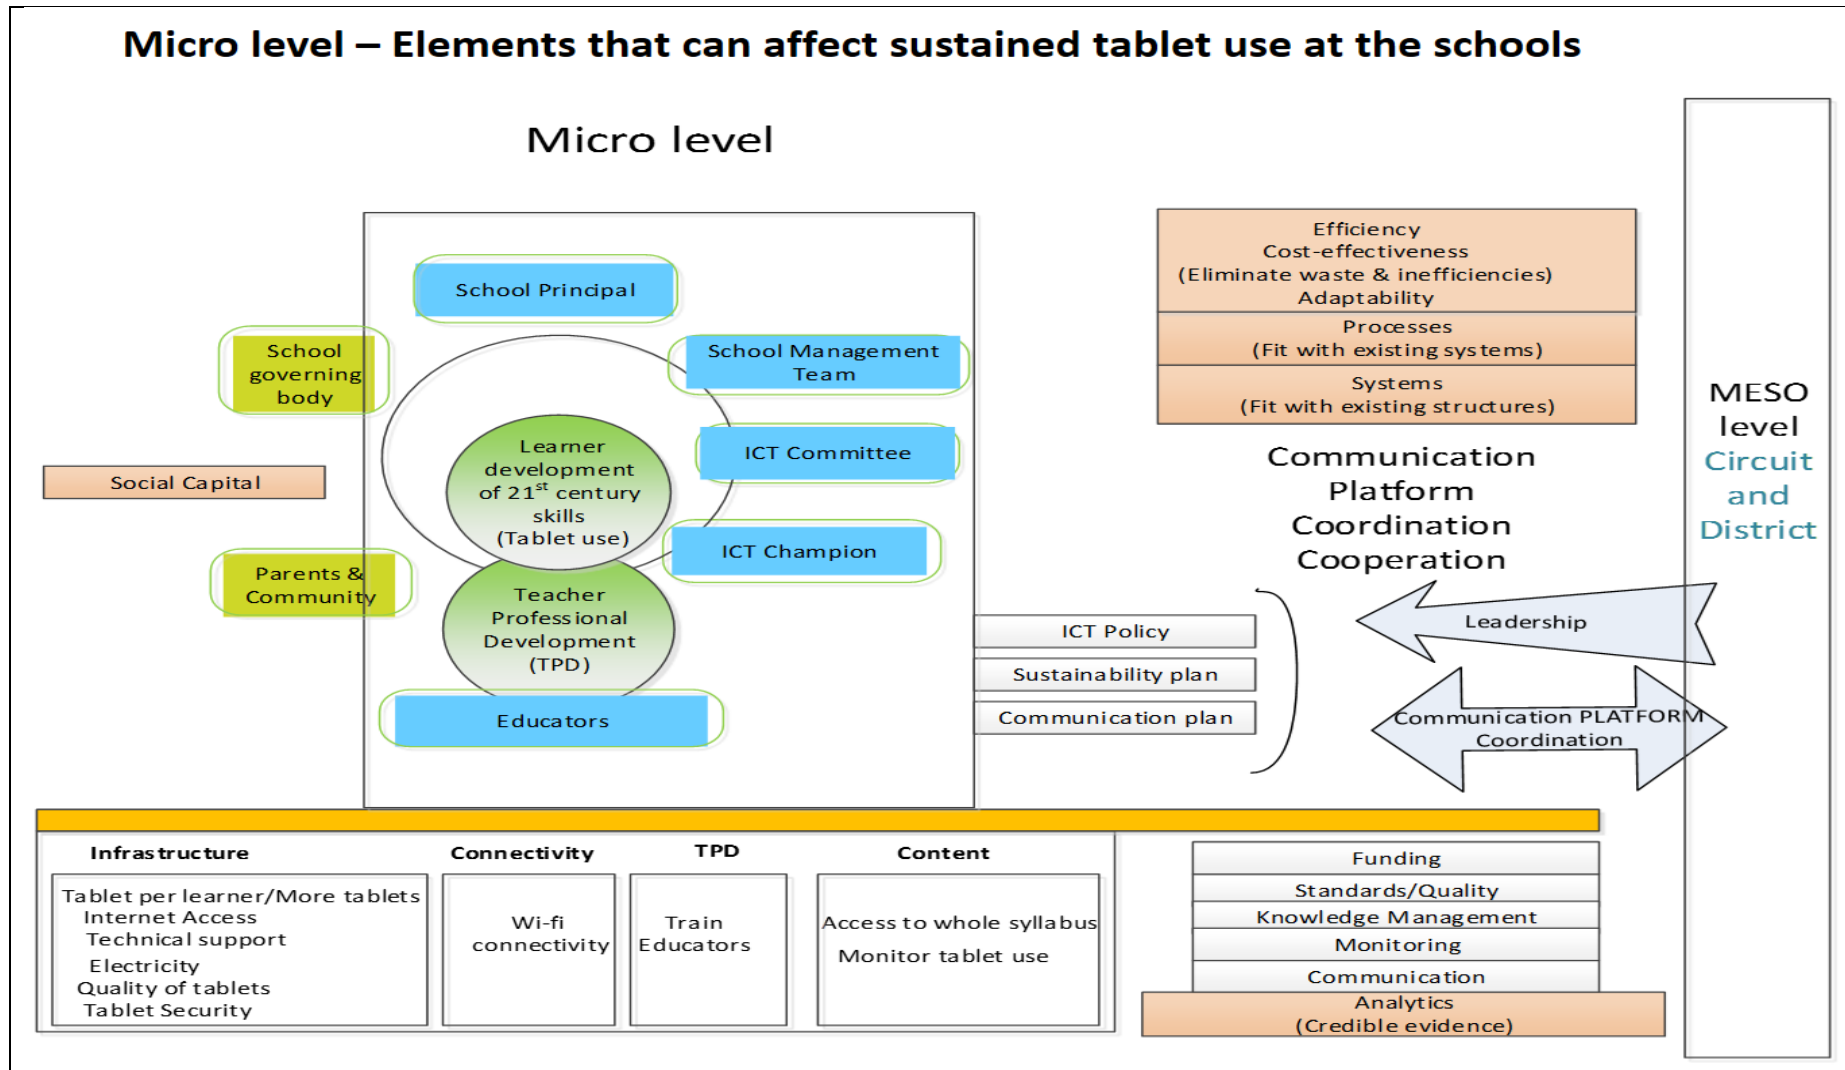 Micro level – Elements that can affect sustained tablet use at the schools
Micro level
School Principal
School
governing
body
School Management
Team
Social Capital
Learner
development
of 21st century
skills
(Tablet use)
ICT Committee
ICT Champion
Parents &
Community
Teacher
Professional
Development
(TPD)
Educators
ICT Policy
Sustainability plan
Communication plan
Efficiency
Cost-effectiveness
(Eliminate waste & inefficiencies)
Adaptability
Processes
(Fit with existing systems)
Systems
(Fit with existing structures)
Communication
Platform
Coordination
Cooperation
Leadership
Communication PLATFORM
Coordination
MESO
level
Circuit
and
District
Infrastructure
Tablet per learner/More tablets
Internet Access
Technical support
Electricity
Quality of tablets
Tablet Security
Connectivity
Wi-fi
connectivity
TPD
Train
Educators
Content
Access to whole syllabus
Monitor tablet use
Funding
Standards/Quality
Knowledge Management
Monitoring
Communication
Analytics
(Credible evidence)